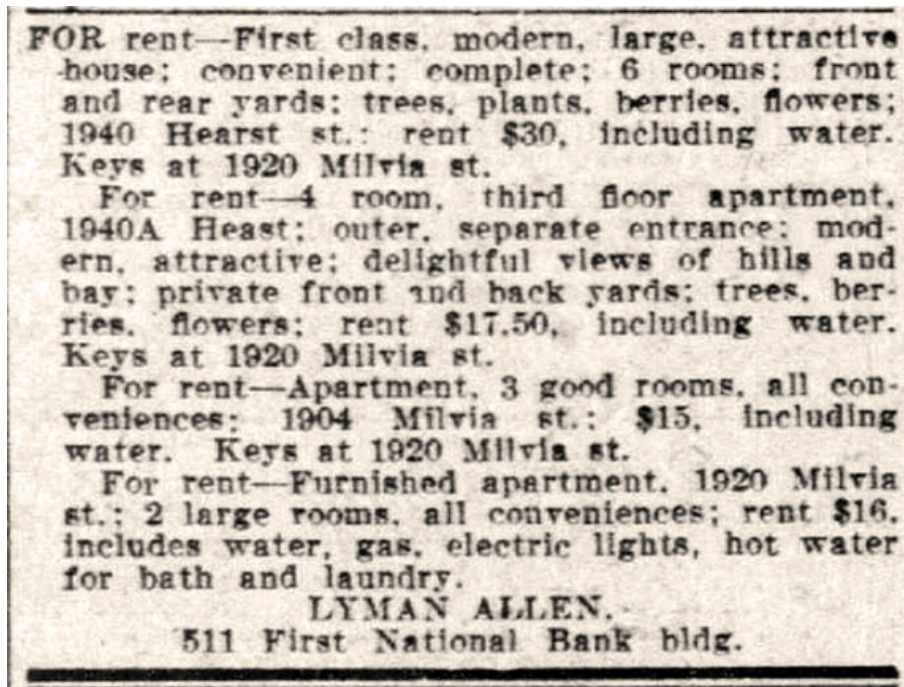 FOR rent—First class, modern, large, attractive
house; convenient; complete; 6 rooms; front
and rear yards; trees, plants, berries, flowers;
1940 Hearst st.; rent $30, including water.
Keys at 1920 Milvia st.
For rent—4 room, third floor apartment,
1940A Heast; outer, separate entrance; mod-
ern, attractive; delightful views of hills and
bay; private front and back yards; trees, ber-
ries, flowers; rent $17.50, including water.
Keys at 1920 Milvia st.
For rent—Apartment, 3 good rooms, all con-
veniences; 1904 Milvia st.; $15, including
water. Keys at 1920 Milvia st.
For rent—Furnished apartment, 1920 Milvia
st.; 2 large rooms, all conveniences; rent $16,
includes water, gas, electric lights, hot water
for bath and laundry.
LYMAN ALLEN.
511 First National Bank bldg.